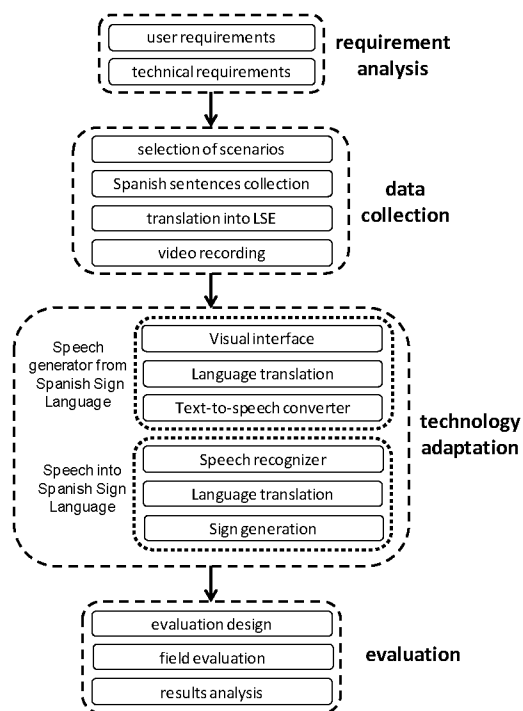 user requirements
technical requirements
requirement
analysis
selection of scenarios
Spanish sentences collection
translation into LSE
video recording
data
collection
Speech
generator from
Spanish Sign
Language
Visual interface
Language translation
Text-to-speech converter
Speech into
Spanish Sign
Language
Speech recognizer
Language translation
Sign generation
technology
adaptation
evaluation design
field evaluation
results analysis
evaluation